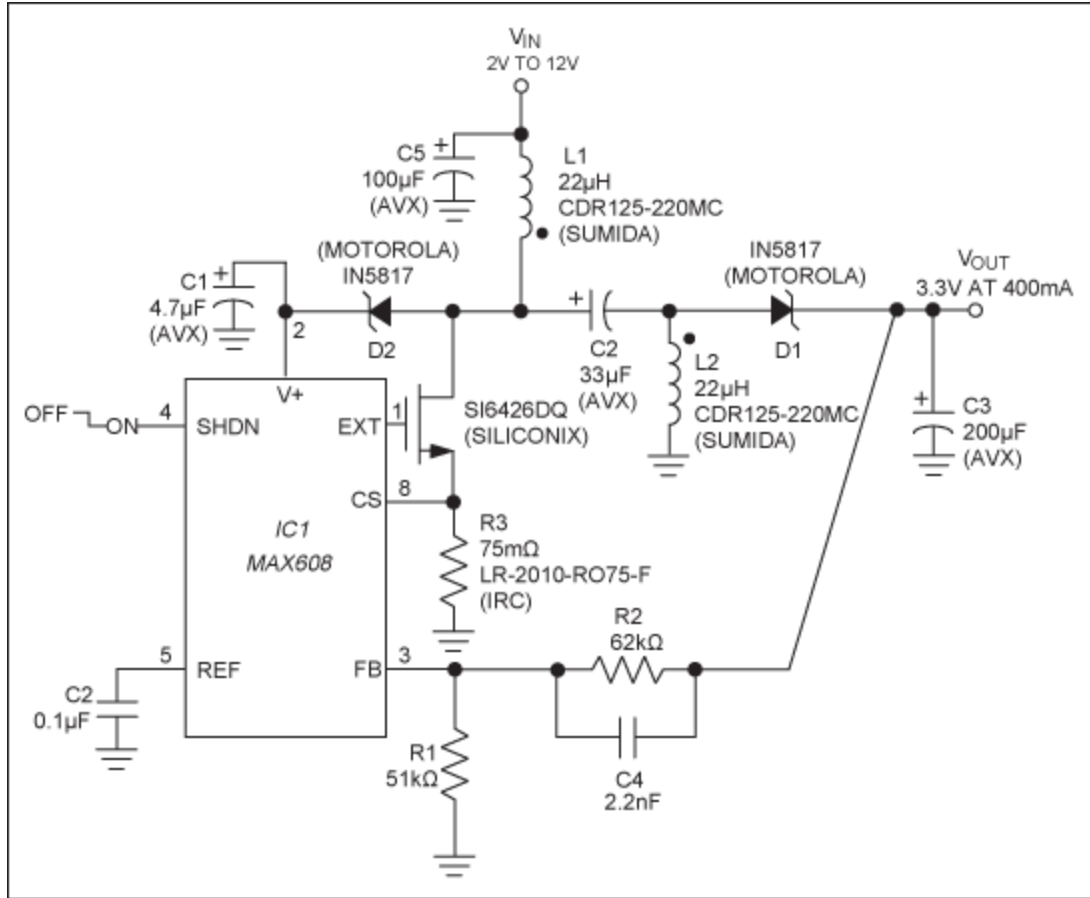 VIN
2V TO 12V
C5
100µF
(AVX)
+
L1
22µH
CDR125-220MC
(SUMIDA)
(MOTOROLA)
IN5817
D2
C1
4.7µF
(AVX)
+
2
IN5817
(MOTOROLA)
D1
VOUT
3.3V AT 400mA
+
C2
33µF
(AVX)
L2
22µH
CDR125-220MC
(SUMIDA)
+
C3
200µF
(AVX)
V+
OFF
ON
4
SHDN
EXT
1
SI6426DQ
(SILICONIX)
CS
8
IC1
MAX608
R3
75mΩ
LR-2010-RO75-F
(IRC)
5
REF
FB
3
R2
62kΩ
C2
0.1µF
R1
51kΩ
C4
2.2nF